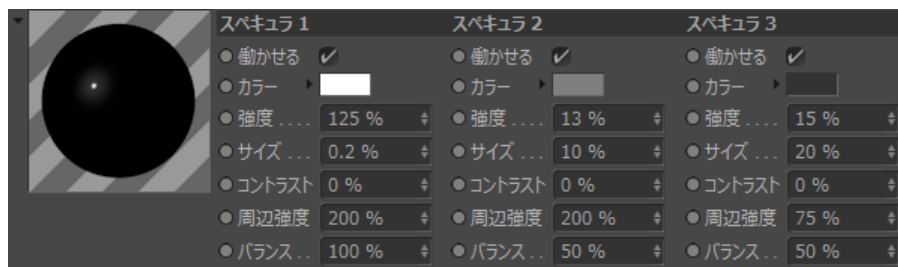 スペキュラ 1 スペキュラ 2 スペキュラ 3
働かせる 働かせる 働かせる
カラー カラー カラー
強度 . . . . 125 % 強度 . . . . 13 % 強度 . . . . 15 %
サイズ . . . 0.2 % サイズ . . . 10 % サイズ . . . 20 %
コントラスト 0 % コントラスト 0 % コントラスト 0 %
周辺強度 200 % 周辺強度 200 % 周辺強度 75 %
バランス . . 100 % バランス . . 50 % バランス . . 50 %